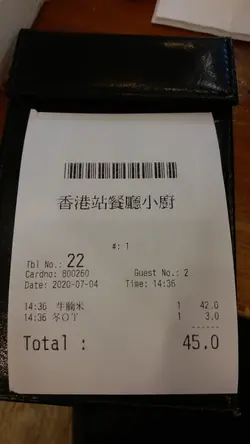 香港站餐廳小廚
#: 1
Tbl No.: 22
Cardno: 800260 Guest No.: 2
Date: 2020-07-04 Time: 14:36
14:36 牛腩米 1 42.0
14:36 冬OT 1 3.0
------
Total : 45.0